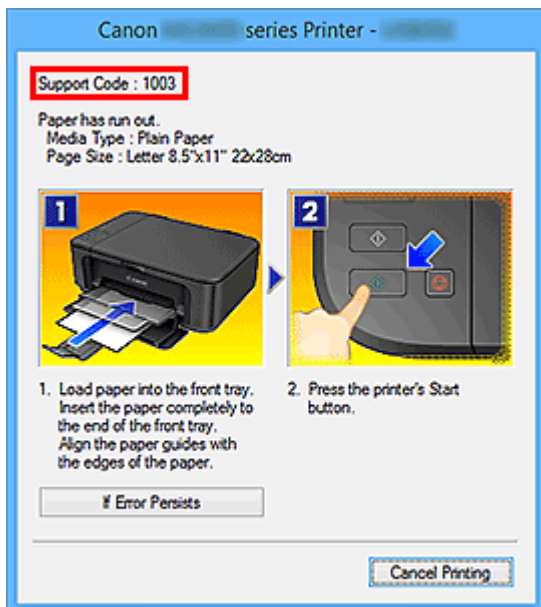 Canon series Printer -
Support Code : 1003
Paper has run out.
Media Type : Plain Paper
Page Size : Letter 8.5"x11" 22x28cm
1
2
Canon
1. Load paper into the front tray.
Insert the paper completely to
the end of the front tray.
Align the paper guides with
the edges of the paper.
2. Press the printer's Start
button.
If Error Persists
Cancel Printing